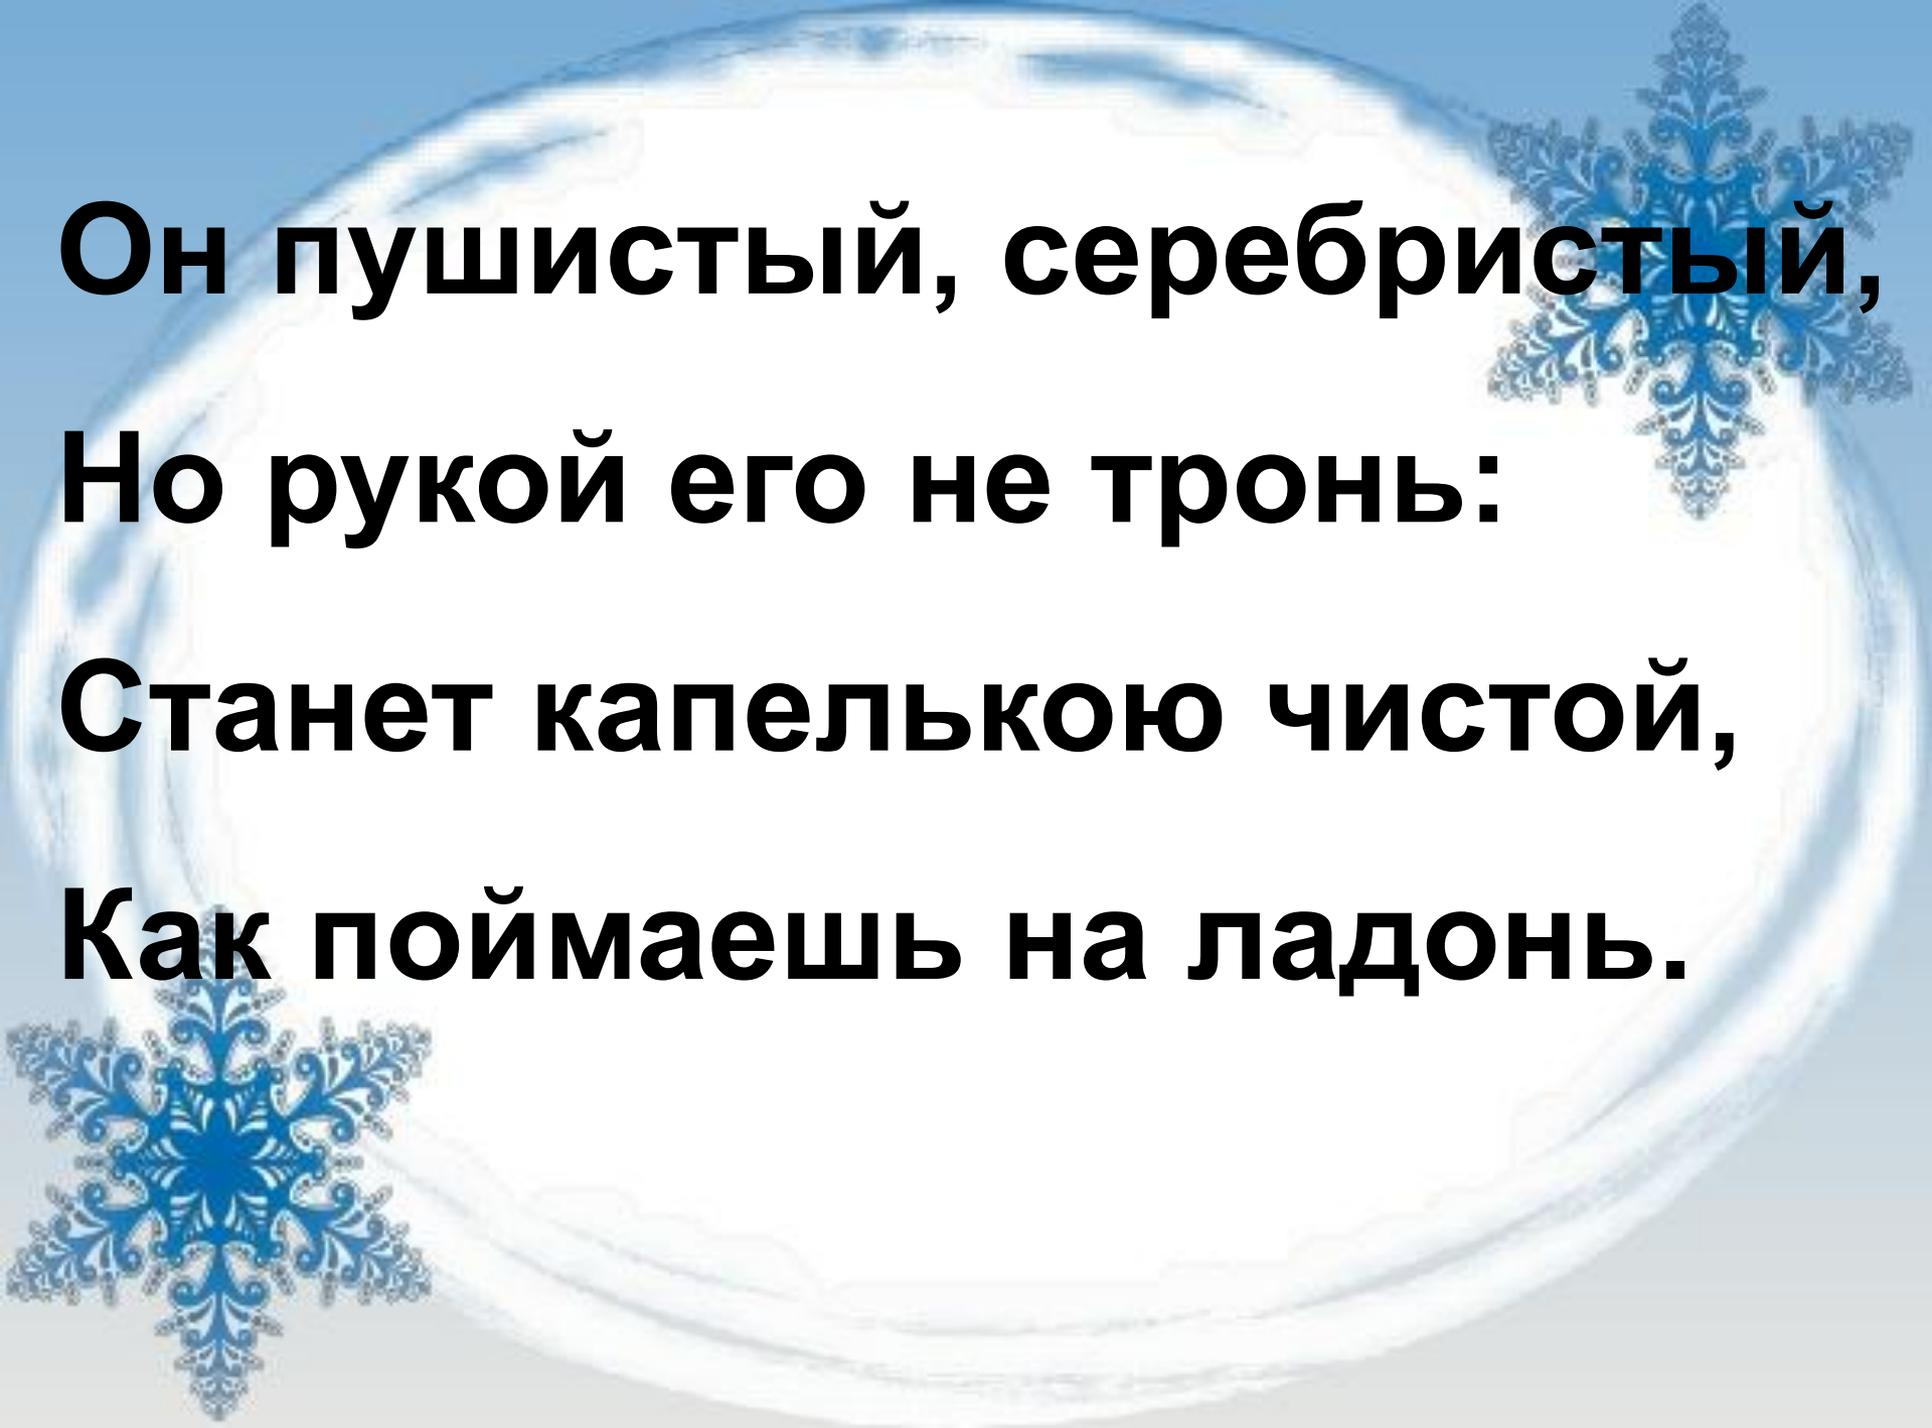 Он пушистый, серебристый,
Но рукой его не тронь:
Станет капелькою чистой,
Как поймаешь на ладонь.